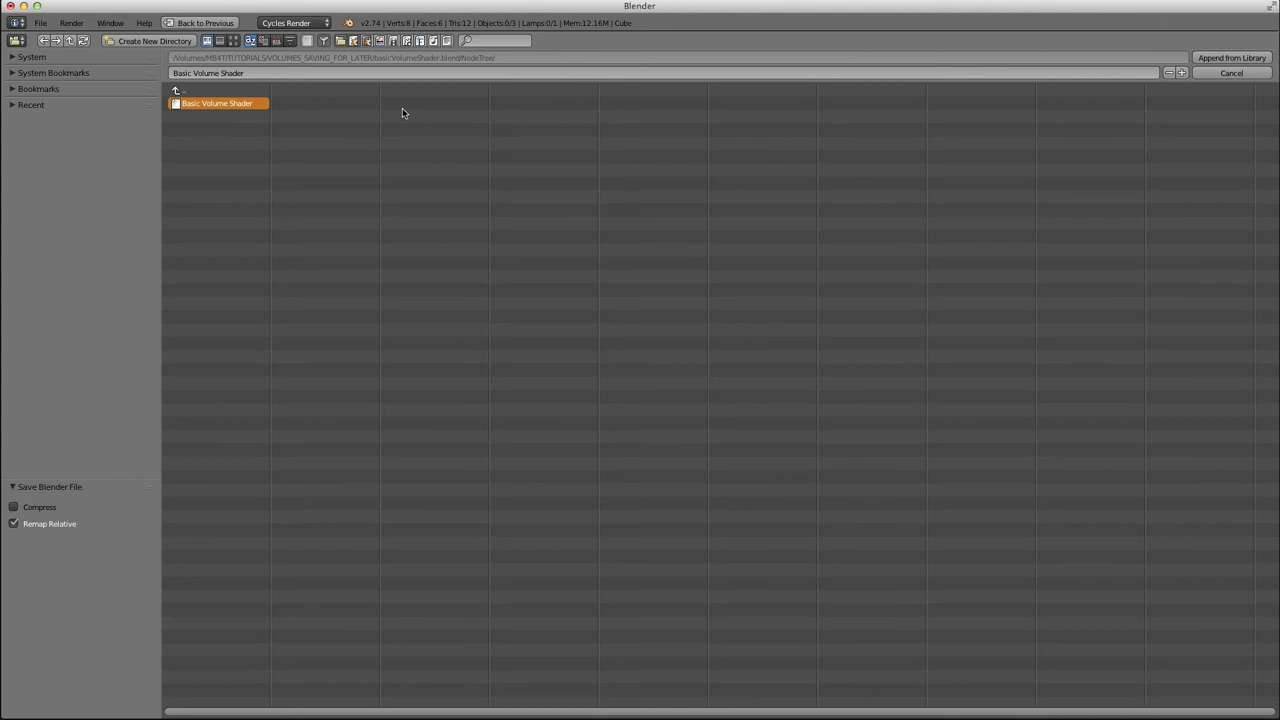 Blender
File Render Window Help Back to Previous Cycles Render v2.74 | Verts:8 | Faces:6 | Tris:12 | Objects:0/3 | Lamps:0/1 | Mem:12.16M | Cube
Create New Directory
System /Volumes/MB4T/TUTORIALS/VOLUMES_SAVING_FOR_LATER/basicVolumeShader.blend/NodeTree/ Append from Library
System Bookmarks Basic Volume Shader Cancel
Bookmarks ..
Recent Basic Volume Shader
Save Blender File
Compress
Remap Relative